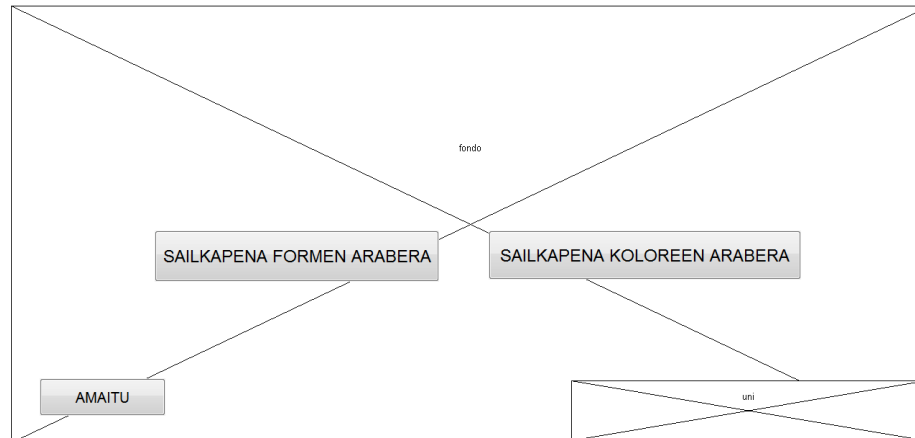 fondo
SAILKAPENA FORMEN ARABERA
SAILKAPENA KOLOREEN ARABERA
AMAITU
uni